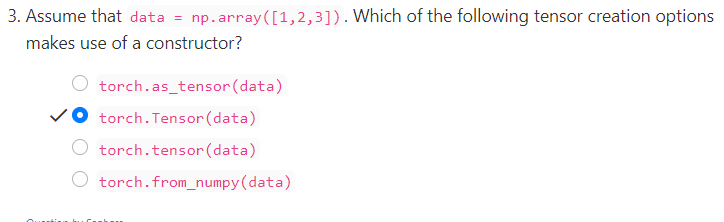 3. Assume that data = np.array([1,2,3]). Which of the following tensor creation options
makes use of a constructor?
torch.as_tensor(data)
torch.Tensor(data)
torch.tensor(data)
torch.from_numpy(data)